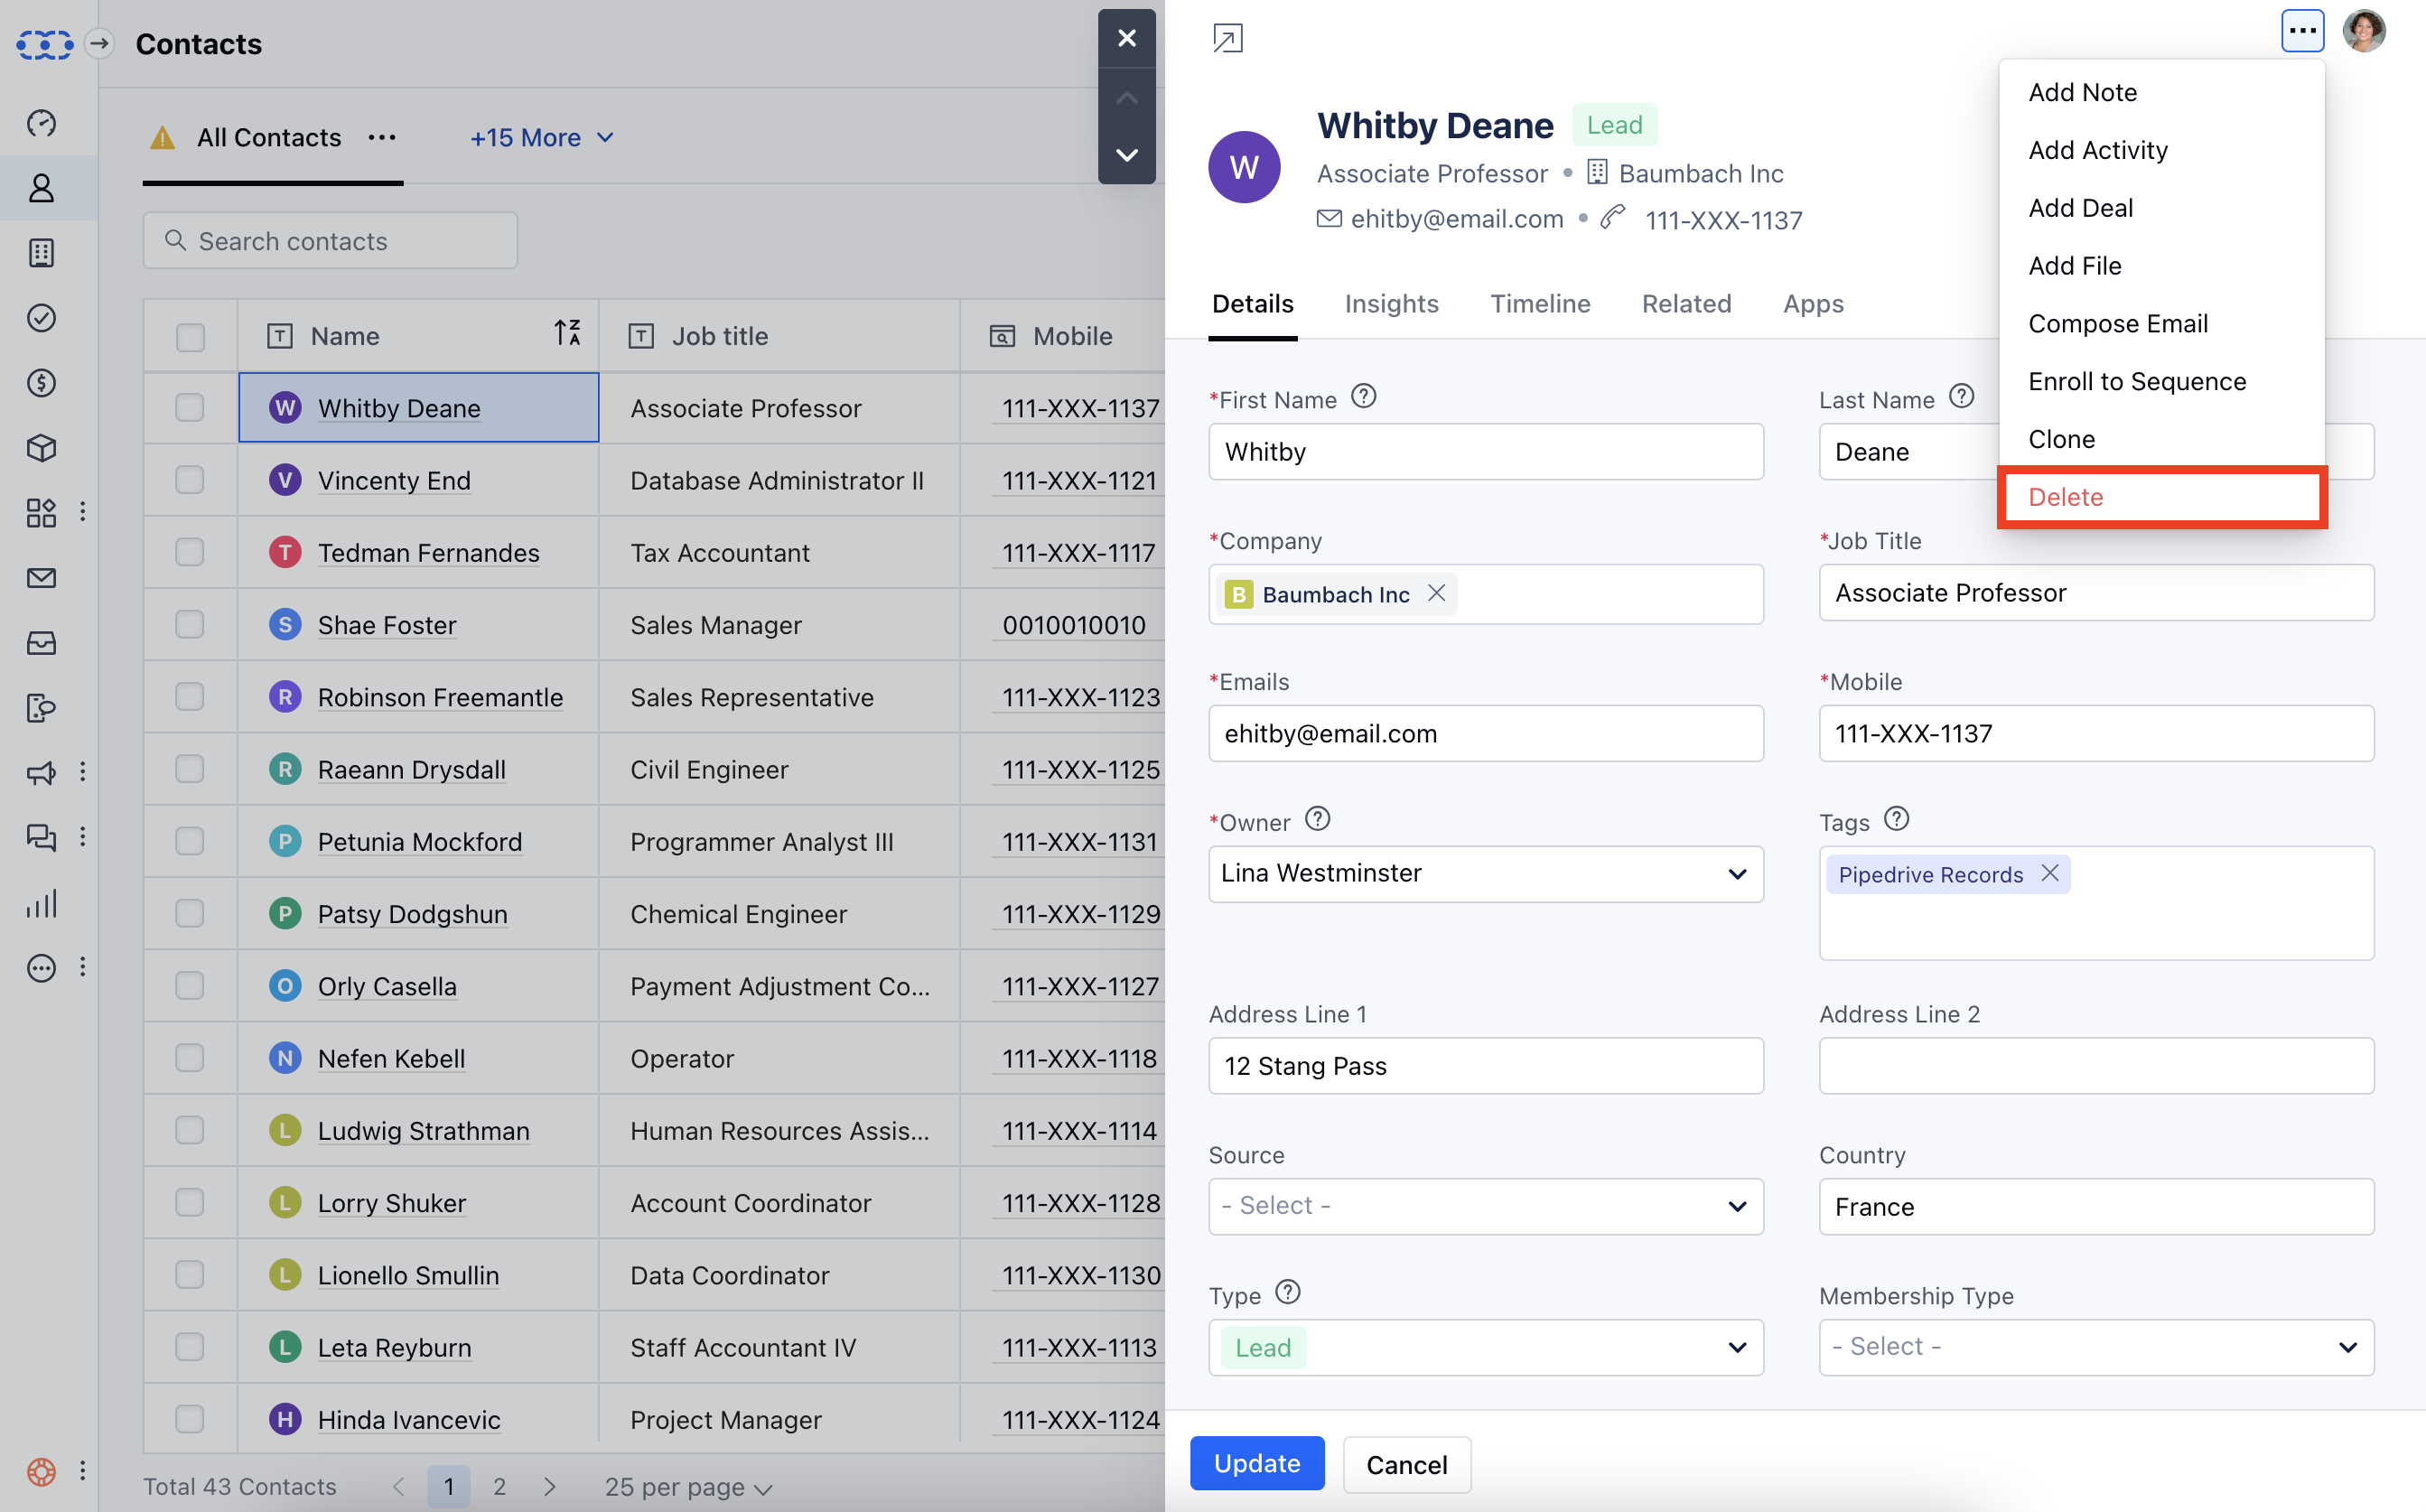 Contacts
All Contacts
+15 More
Search contacts
Name
Job title
Mobile
W Whitby Deane Associate Professor 111-XXX-1137
V Vincenty End Database Administrator II 111-XXX-1121
T Tedman Fernandes Tax Accountant 111-XXX-1117
S Shae Foster Sales Manager 0010010010
R Robinson Freemantle Sales Representative 111-XXX-1123
R Raeann Drysdall Civil Engineer 111-XXX-1125
P Petunia Mockford Programmer Analyst III 111-XXX-1131
P Patsy Dodgshun Chemical Engineer 111-XXX-1129
O Orly Casella Payment Adjustment Co... 111-XXX-1127
N Nefen Kebell Operator 111-XXX-1118
L Ludwig Strathman Human Resources Assis... 111-XXX-1114
L Lorry Shuker Account Coordinator 111-XXX-1128
L Lionello Smullin Data Coordinator 111-XXX-1130
L Leta Reyburn Staff Accountant IV 111-XXX-1113
H Hinda Ivancevic Project Manager 111-XXX-1124
Total 43 Contacts
1
2
25 per page
W
Whitby Deane
Lead
Associate Professor • Baumbach Inc
ehitby@email.com • 111-XXX-1137
Details
Insights
Timeline
Related
Apps
Add Note
Add Activity
Add Deal
Add File
Compose Email
Enroll to Sequence
Clone
Delete
*First Name
Whitby
Last Name
Deane
*Company
B Baumbach Inc
*Job Title
Associate Professor
*Emails
ehitby@email.com
*Mobile
111-XXX-1137
*Owner
Lina Westminster
Tags
Pipedrive Records
Address Line 1
12 Stang Pass
Address Line 2
Source
- Select -
Country
France
Type
Lead
Membership Type
- Select -
Update
Cancel